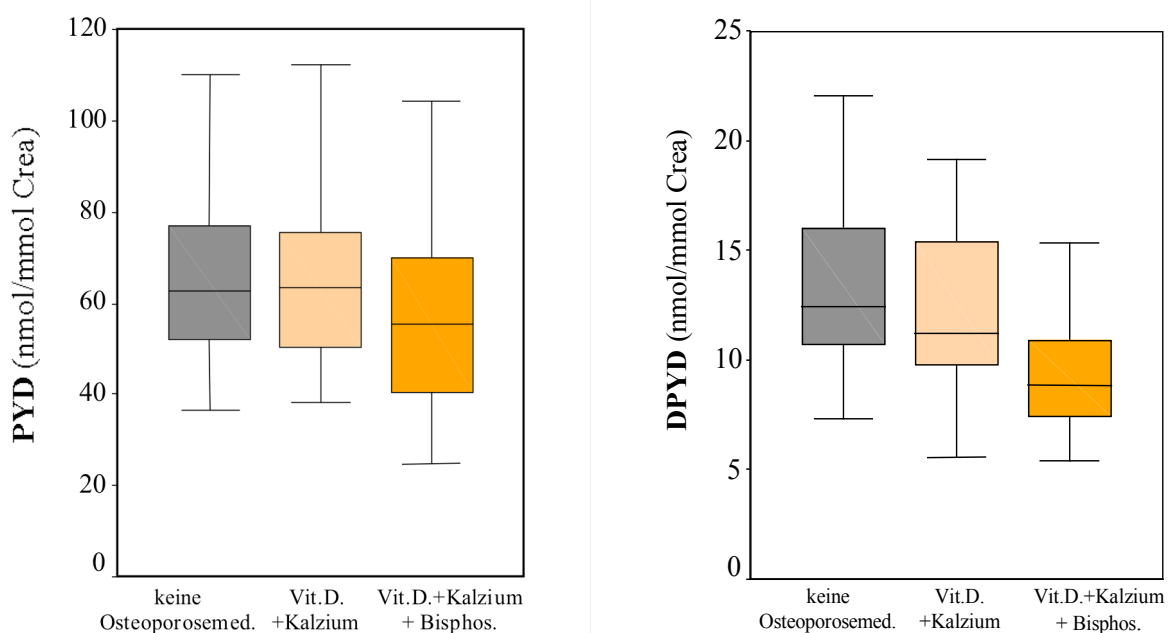 120
100
80
60
40
20
0
PYD (nmol/mmol Crea)
keine
Osteoporosemed.
Vit.D.
+Kalzium
Vit.D.+Kalzium
+ Bisphos.
25
20
15
10
5
0
DPYD (nmol/mmol Crea)
keine
Osteoporosemed.
Vit.D.
+Kalzium
Vit.D.+Kalzium
+ Bisphos.